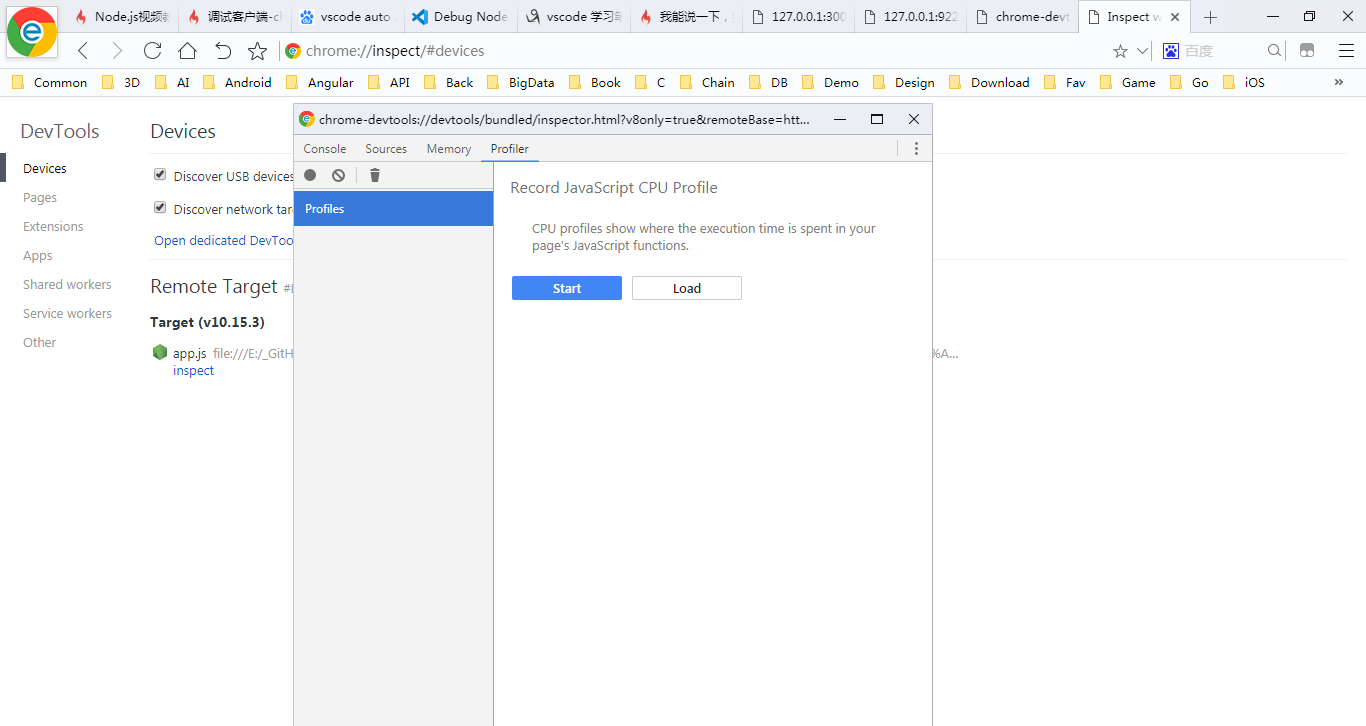 Node.js视频
调试客户端-c
vscode auto
Debug Node
vscode 学习
我能说一下，
127.0.0.1:300
127.0.0.1:922
chrome-devt
Inspect w
chrome://inspect/#devices
百度
Common 3D AI Android Angular API Back BigData Book C Chain DB Demo Design Download Fav Game Go iOS »
DevTools
Devices
Pages
Extensions
Apps
Shared workers
Service workers
Other
Devices
Discover USB devices
Discover network tar
Open dedicated DevToo
Remote Target
Target (v10.15.3)
app.js file:///E:/_GitH
%A...
inspect
chrome-devtools://devtools/bundled/inspector.html?v8only=true&remoteBase=htt...
Console Sources Memory Profiler
Profiles
Record JavaScript CPU Profile
CPU profiles show where the execution time is spent in your
page's JavaScript functions.
Start Load